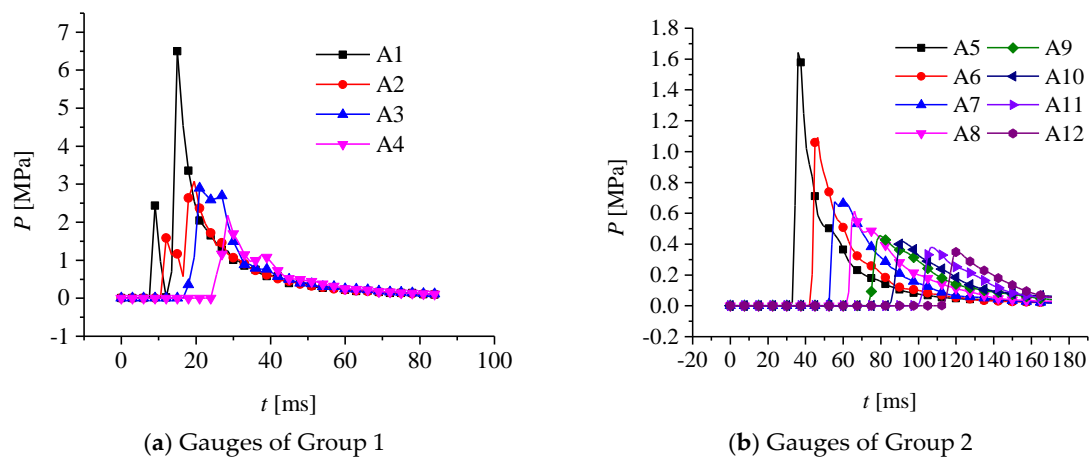 7
6
5
4
3
2
1
0
-1
P [MPa]
A1
A2
A3
A4
0 20 40 60 80 100
t [ms]
(a) Gauges of Group 1
1.8
1.6
1.4
1.2
1.0
0.8
0.6
0.4
0.2
0.0
-0.2
P [MPa]
A5 A9
A6 A10
A7 A11
A8 A12
-20 0 20 40 60 80 100 120 140 160 180
t [ms]
(b) Gauges of Group 2